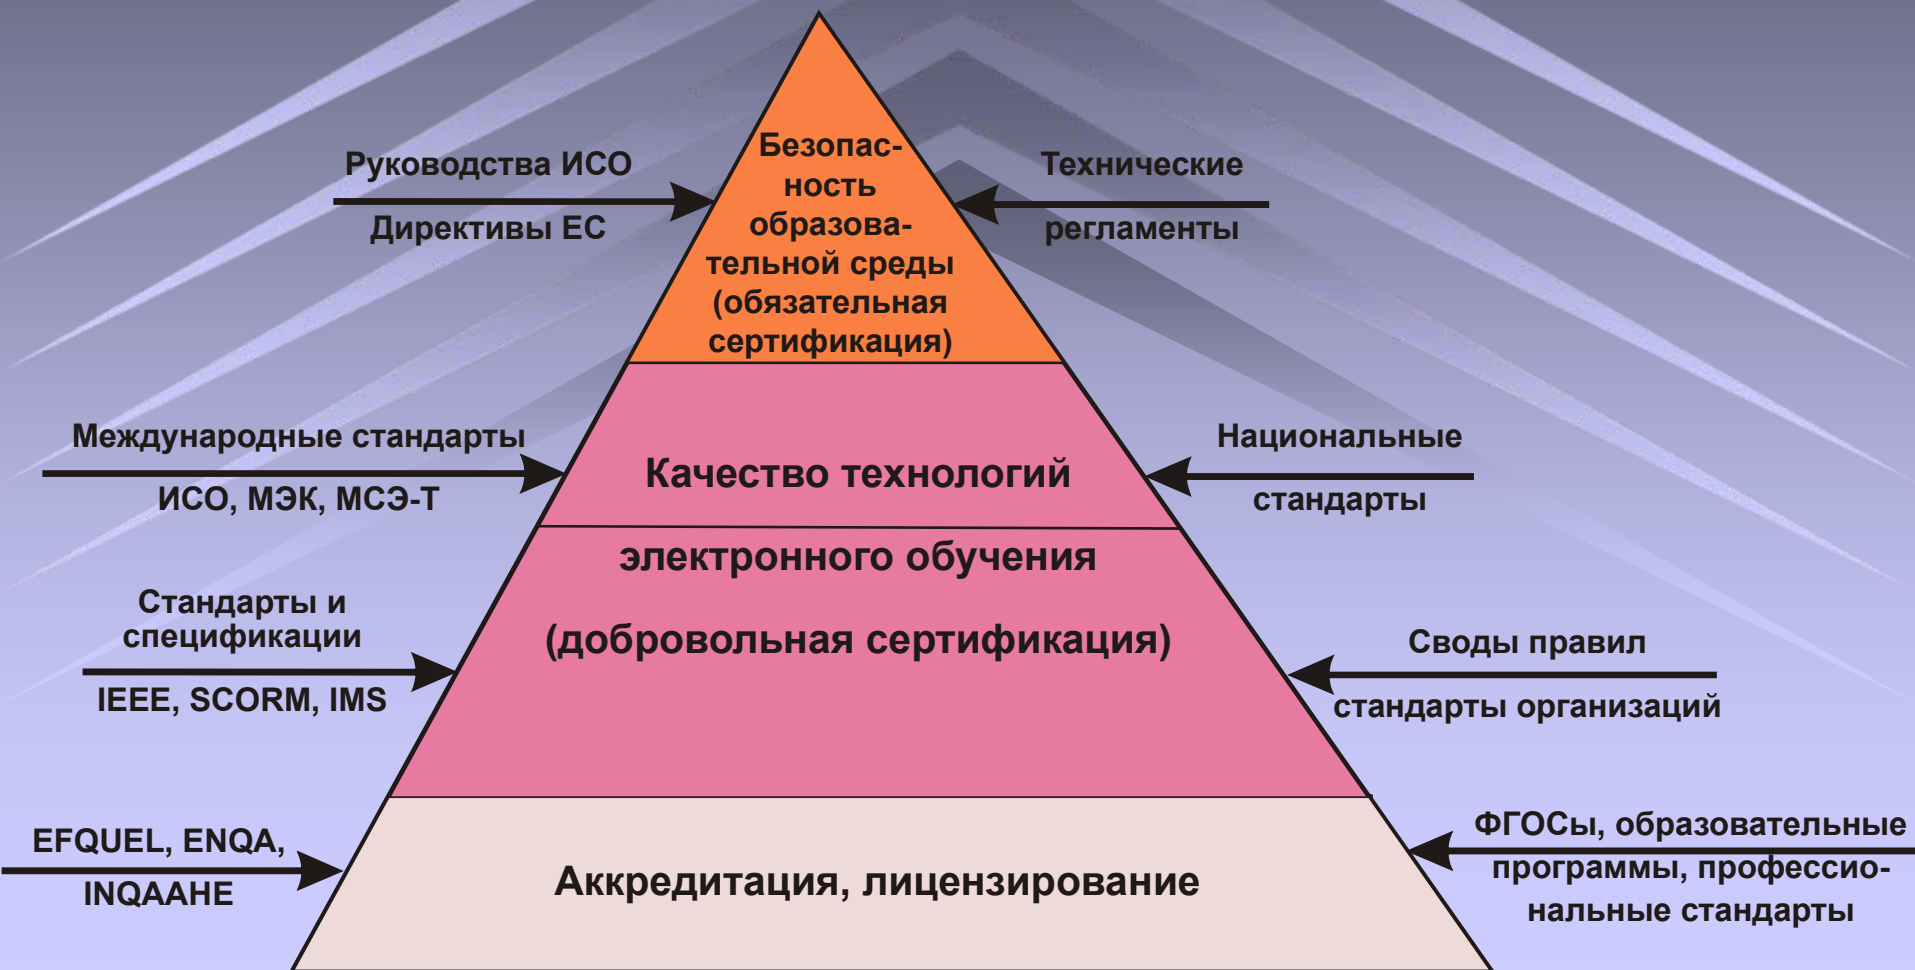 Безопас-
ность
образова-
тельной среды
(обязательная
сертификация)
Руководства ИСО
Директивы ЕС
Технические
регламенты
Международные стандарты
ИСО, МЭК, МСЭ-Т
Качество технологий
Национальные
стандарты
электронного обучения
(добровольная сертификация)
Стандарты и
спецификации
IEEE, SCORM, IMS
Своды правил
стандарты организаций
EFQUEL, ENQA,
INQAAHE
Аккредитация, лицензирование
ФГОСы, образовательные
программы, профессио-
нальные стандарты